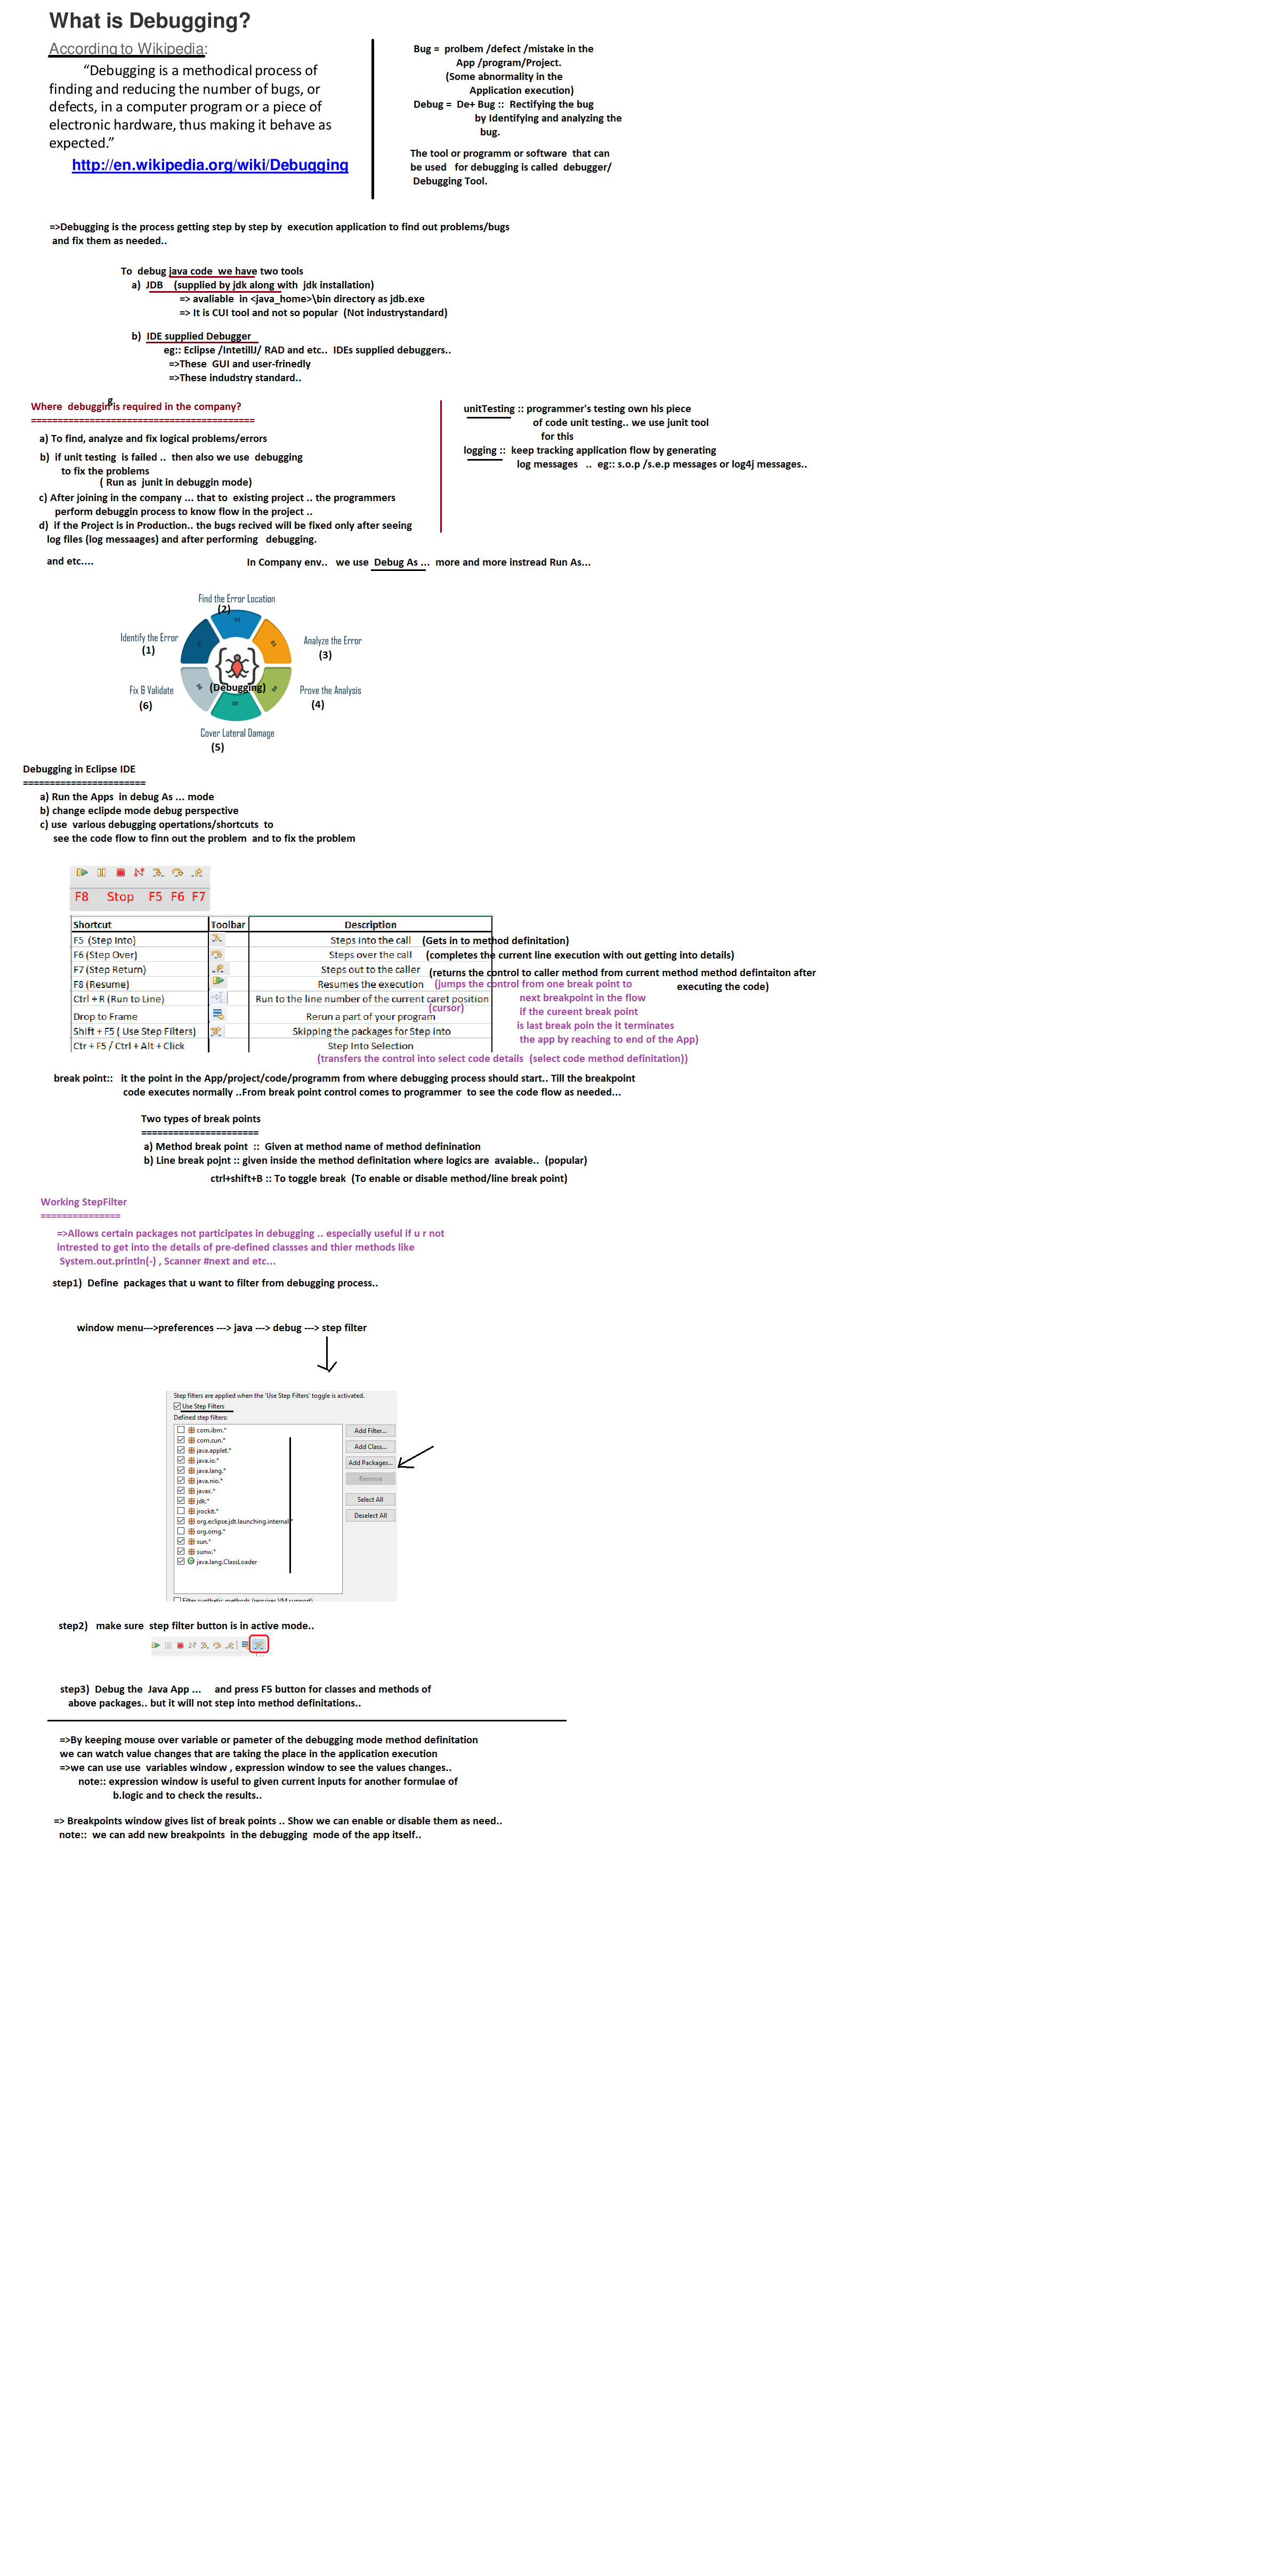 What is Debugging?
According to Wikipedia:
“Debugging is a methodical process of
finding and reducing the number of bugs, or
defects, in a computer program or a piece of
electronic hardware, thus making it behave as
expected.”
http://en.wikipedia.org/wiki/Debugging
Bug = prolbem /defect /mistake in the
App /program/Project.
(Some abnormality in the
Application execution)
Debug = De+ Bug :: Rectifying the bug
by Identifying and analyzing the
bug.
The tool or programm or software that can
be used for debugging is called debugger/
Debugging Tool.
=>Debugging is the process getting step by step by execution application to find out problems/bugs
and fix them as needed..
To debug java code we have two tools
a) JDB (supplied by jdk along with jdk installation)
=> avaliable in <java_home>\bin directory as jdb.exe
=> It is CUI tool and not so popular (Not industrystandard)
b) IDE supplied Debugger
eg:: Eclipse /IntetillJ/ RAD and etc.. IDEs supplied debuggers..
=>These GUI and user-frinedly
=>These indudstry standard..
g
Where debuggin is required in the company?
==========================================
a) To find, analyze and fix logical problems/errors
b) if unit testing is failed .. then also we use debugging
to fix the problems
( Run as junit in debuggin mode)
c) After joining in the company ... that to existing project .. the programmers
perform debuggin process to know flow in the project ..
d) if the Project is in Production.. the bugs recived will be fixed only after seeing
log files (log messaages) and after performing debugging.
and etc....
unitTesting :: programmer's testing own his piece
of code unit testing.. we use junit tool
for this
logging :: keep tracking application flow by generating
log messages .. eg:: s.o.p /s.e.p messages or log4j messages..
In Company env.. we use Debug As ... more and more instread Run As...
Find the Error Location
(2)
02
Identify the Error
(1)
01
Analyze the Error
(3)
03
(Debugging)
Fix & Validate
(6)
06
Prove the Analysis
(4)
04
05
Cover Lateral Damage
(5)
Debugging in Eclipse IDE
=======================
a) Run the Apps in debug As ... mode
b) change eclipde mode debug perspective
c) use various debugging opertations/shortcuts to
see the code flow to finn out the problem and to fix the problem
F8 Stop F5 F6 F7
Shortcut Toolbar Description
F5 (Step Into) Steps into the call (Gets in to method definitation)
F6 (Step Over) Steps over the call (completes the current line execution with out getting into details)
F7 (Step Return) Steps out to the caller (returns the control to caller method from current method method defintaiton after
executing the code)
F8 (Resume) Resumes the execution (jumps the control from one break point to
next breakpoint in the flow
if the cureent break point
is last break poin the it terminates
the app by reaching to end of the App)
Ctrl + R (Run to Line) Run to the line number of the current caret position
(cursor)
Drop to Frame Rerun a part of your program
Shift + F5 ( Use Step Filters) Skipping the packages for Step Into
Ctr + F5 / Ctrl + Alt + Click Step Into Selection
(transfers the control into select code details (select code method definitation))
break point:: it the point in the App/project/code/programm from where debugging process should start.. Till the breakpoint
code executes normally ..From break point control comes to programmer to see the code flow as needed...
Two types of break points
======================
a) Method break point :: Given at method name of method definination
b) Line break pojnt :: given inside the method definitation where logics are avaiable.. (popular)
ctrl+shift+B :: To toggle break (To enable or disable method/line break point)
Working StepFilter
===============
=>Allows certain packages not participates in debugging .. especially useful if u r not
intrested to get into the details of pre-defined classses and thier methods like
System.out.println(-) , Scanner #next and etc...
step1) Define packages that u want to filter from debugging process..
window menu--->preferences ---> java ---> debug ---> step filter
Step filters are applied when the 'Use Step Filters' toggle is activated.
Use Step Filters
Defined step filters:
com.ibm.*
com.sun.*
java.applet.*
java.io.*
java.lang.*
java.nio.*
javax.*
jdk.*
jrockit.*
org.eclipse.jdt.launching.internal.*
org.omg.*
sun.*
sunw.*
java.lang.ClassLoader
Add Filter...
Add Class...
Add Packages...
Remove
Select All
Deselect All
Filter synthetic methods (requires VM support)
step2) make sure step filter button is in active mode..
step3) Debug the Java App ... and press F5 button for classes and methods of
above packages.. but it will not step into method definitations..
=>By keeping mouse over variable or pameter of the debugging mode method definitation
we can watch value changes that are taking the place in the application execution
=>we can use use variables window , expression window to see the values changes..
note:: expression window is useful to given current inputs for another formulae of
b.logic and to check the results..
=> Breakpoints window gives list of break points .. Show we can enable or disable them as need..
note:: we can add new breakpoints in the debugging mode of the app itself..